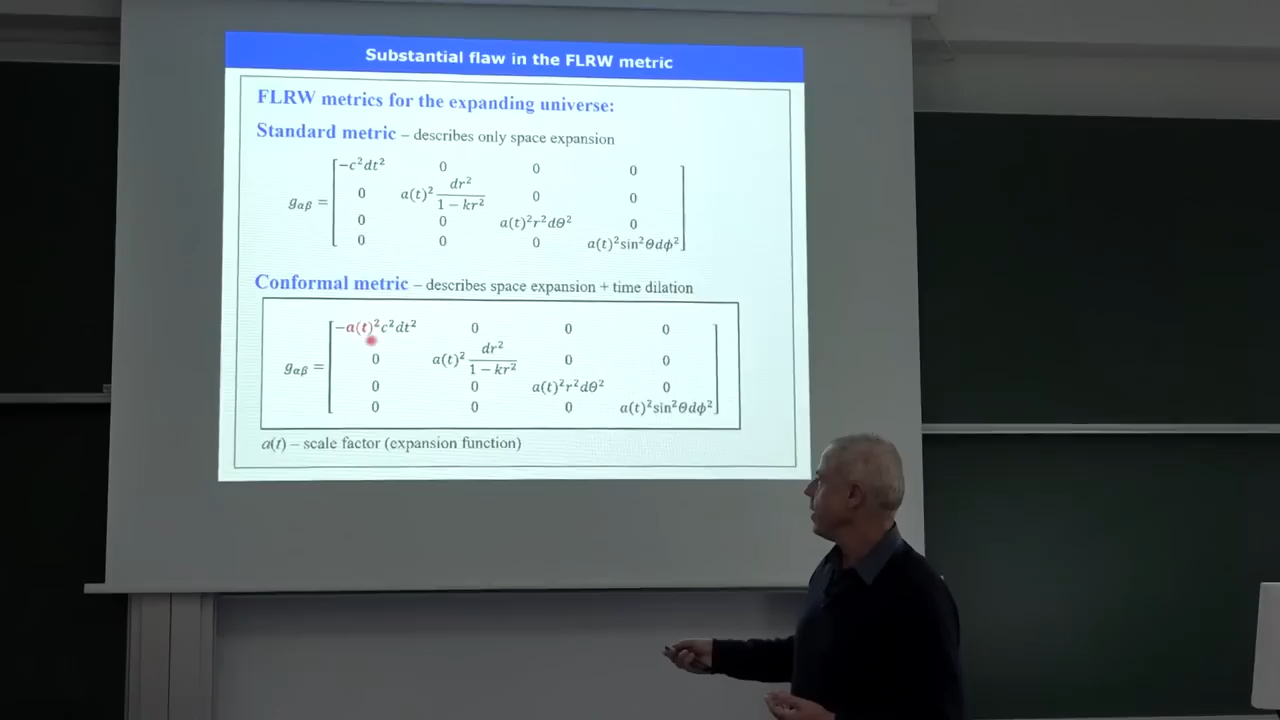 Substantial flaw in the FLRW metric
FLRW metrics for the expanding universe:
Standard metric – describes only space expansion
−c²dt² 0 0 0
gαβ = 0 a(t)² dr²/(1 − kr²) 0 0
0 0 a(t)²r²dθ² 0
0 0 0 a(t)²sin²θdϕ²
Conformal metric – describes space expansion + time dilation
−a(t)²c²dt² 0 0 0
gαβ = 0 a(t)² dr²/(1 − kr²) 0 0
0 0 a(t)²r²dθ² 0
0 0 0 a(t)²sin²θdϕ²
a(t) – scale factor (expansion function)